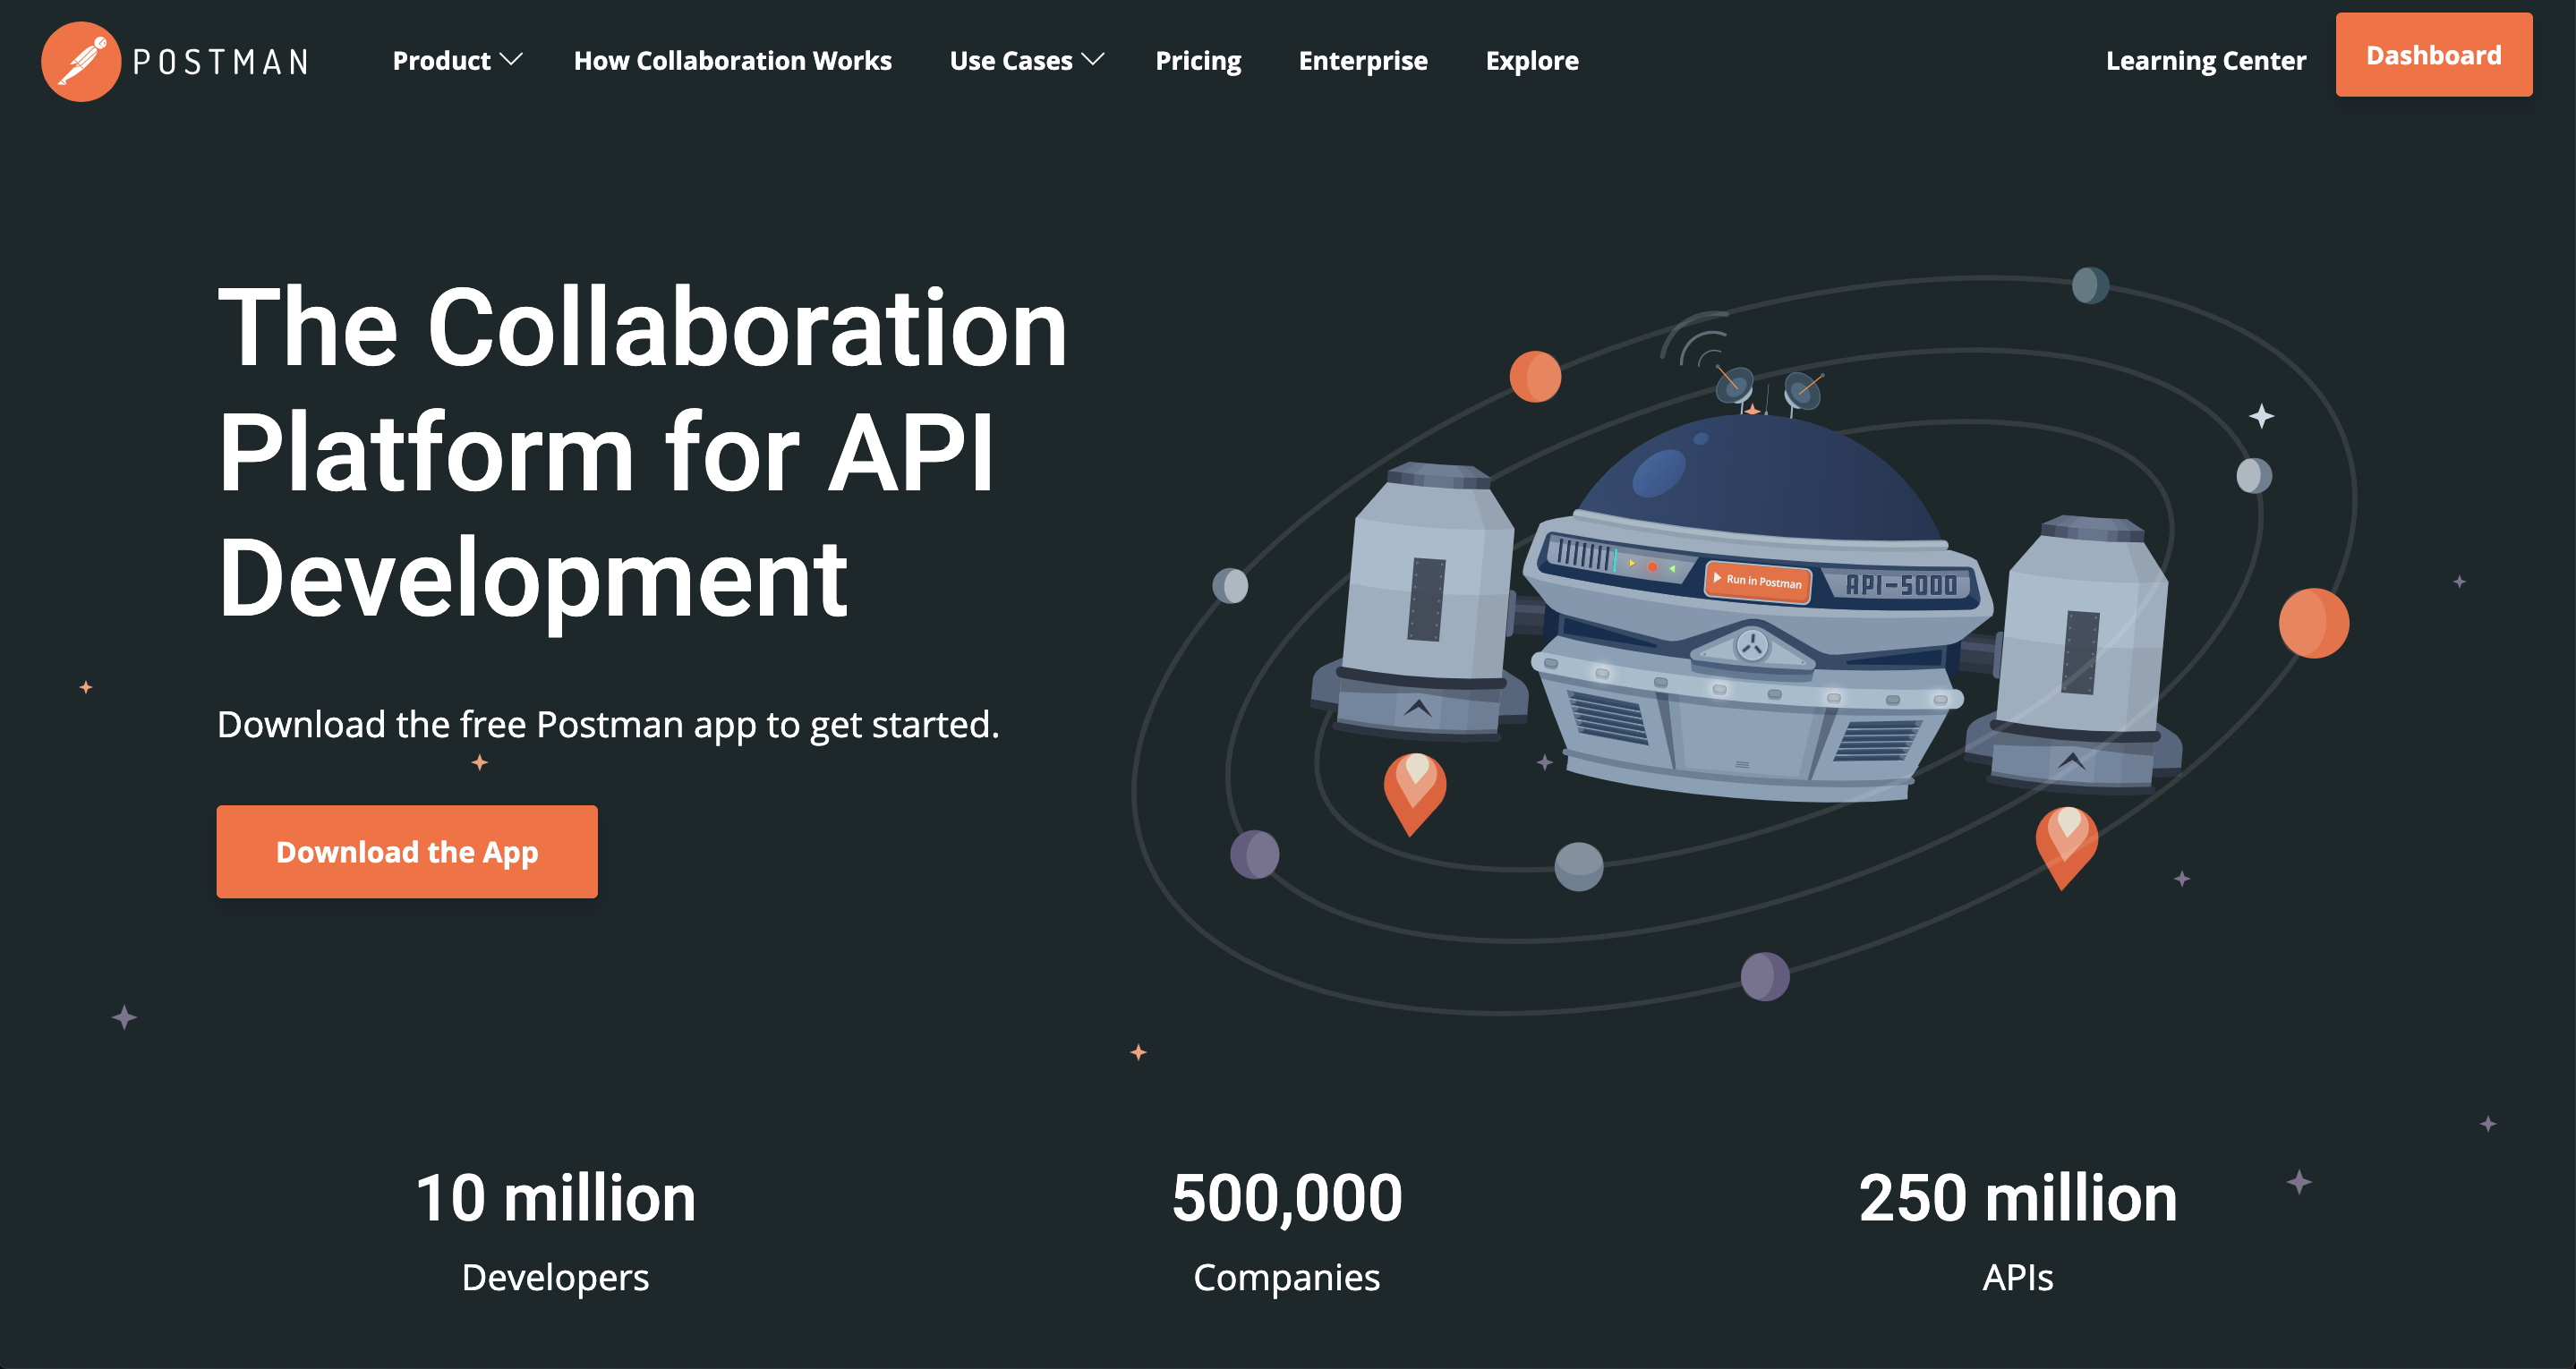 POSTMAN
Product
How Collaboration Works
Use Cases
Pricing
Enterprise
Explore
Learning Center
Dashboard
The Collaboration
Platform for API
Development
Download the free Postman app to get started.
Download the App
Run in Postman
API-5000
10 million
Developers
500,000
Companies
250 million
APIs